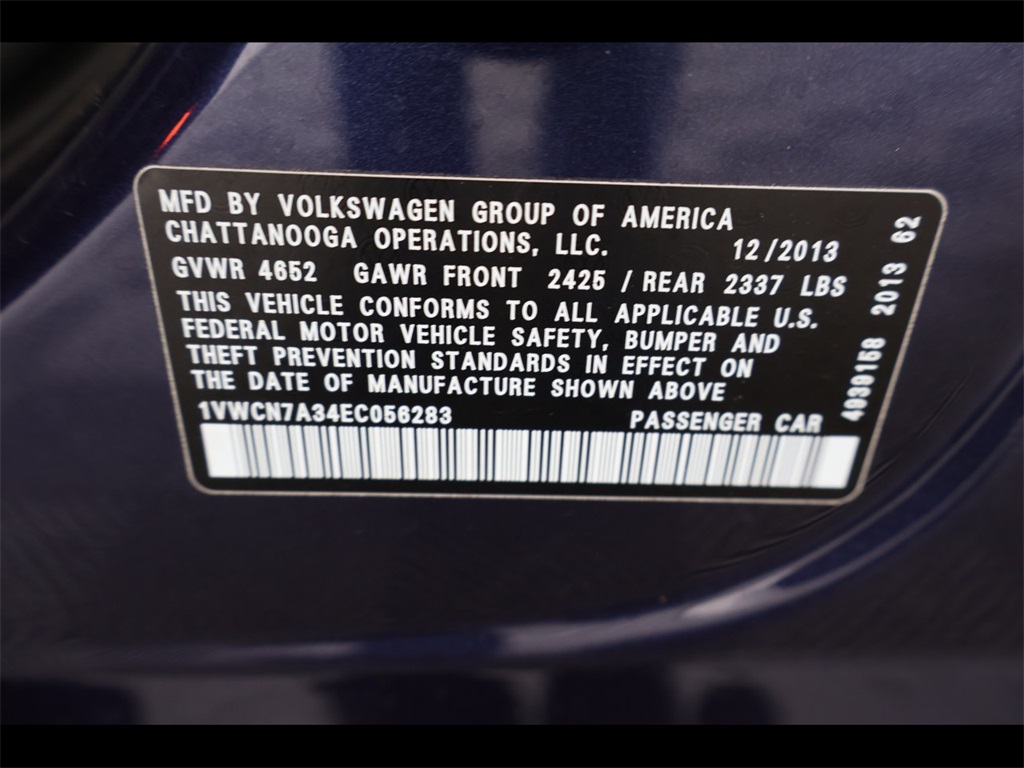 MFD BY VOLKSWAGEN GROUP OF AMERICA
CHATTANOOGA OPERATIONS, LLC. 12/2013
GVWR 4652 GAWR FRONT 2425 / REAR 2337 LBS
THIS VEHICLE CONFORMS TO ALL APPLICABLE U.S.
FEDERAL MOTOR VEHICLE SAFETY, BUMPER AND
THEFT PREVENTION STANDARDS IN EFFECT ON
THE DATE OF MANUFACTURE SHOWN ABOVE
1VWCN7A34EC056283 PASSENGER CAR
4939158 2013 62